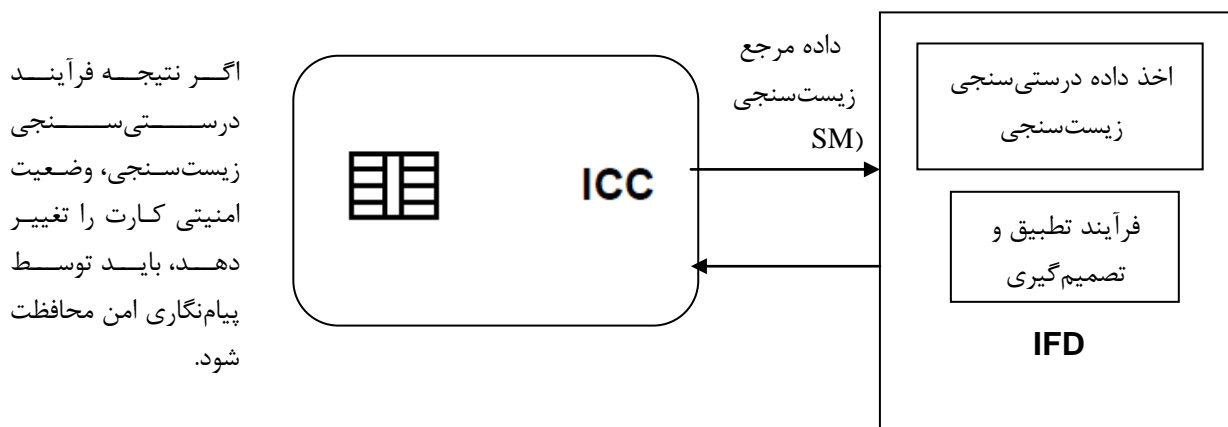 اگر نتیجه فرآیند
درستی‌سنجی
زیست‌سنجی، وضعیت
امنیتی کارت را تغییر
دهد، باید توسط
پیام‌نگاری امن محافظت
شود.
ICC
داده مرجع
زیست‌سنجی
SM)
اخذ داده درستی‌سنجی
زیست‌سنجی
فرآیند تطبیق و
تصمیم‌گیری
IFD